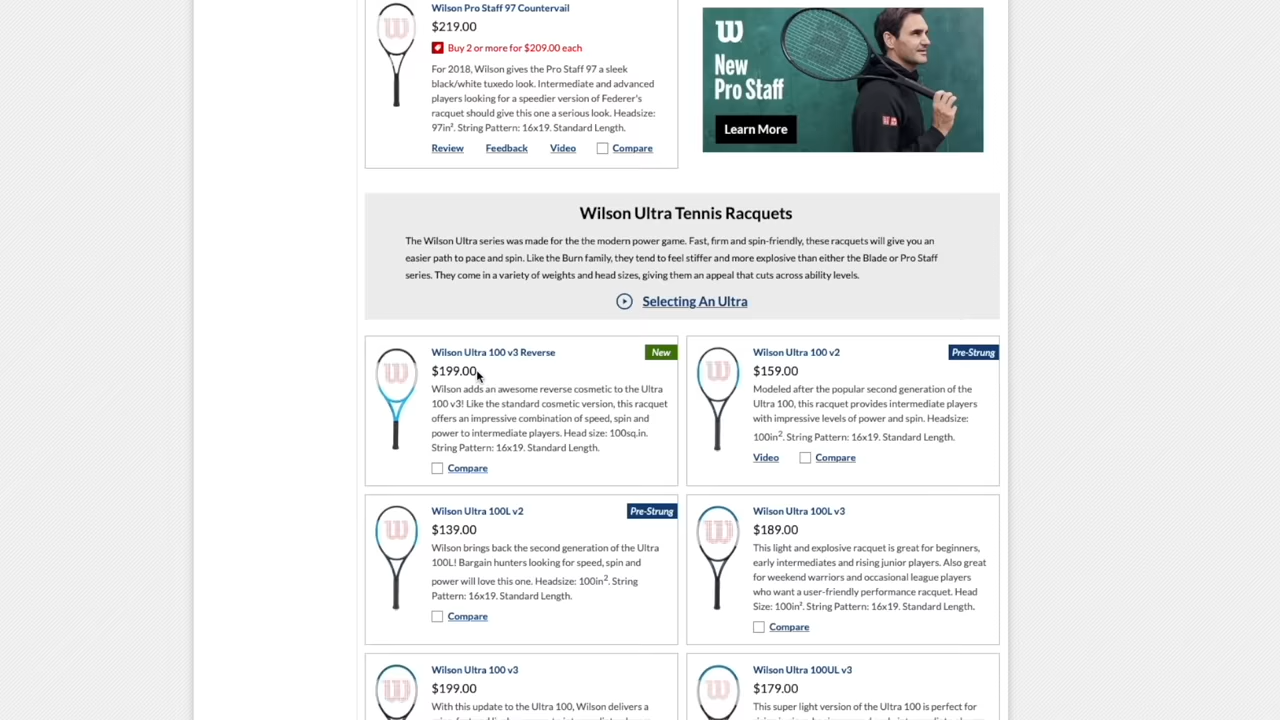 Wilson Pro Staff 97 Countervail
$219.00
Buy 2 or more for $209.00 each
For 2018, Wilson gives the Pro Staff 97 a sleek
black/white tuxedo look. Intermediate and advanced
players looking for a speedier version of Federer's
racquet should give this one a serious look. Headsize:
97in². String Pattern: 16x19. Standard Length.
Review Feedback Video Compare
W
New
Pro Staff
Learn More
Wilson Ultra Tennis Racquets
The Wilson Ultra series was made for the the modern power game. Fast, firm and spin-friendly, these racquets will give you an
easier path to pace and spin. Like the Burn family, they tend to feel stiffer and more explosive than either the Blade or Pro Staff
series. They come in a variety of weights and head sizes, giving them an appeal that cuts across ability levels.
Selecting An Ultra
Wilson Ultra 100 v3 Reverse
New
$199.00
Wilson adds an awesome reverse cosmetic to the Ultra
100 v3! Like the standard cosmetic version, this racquet
offers an impressive combination of speed, spin and
power to intermediate players. Head size: 100sq.in.
String Pattern: 16x19. Standard Length.
Compare
Wilson Ultra 100 v2
Pre-Strung
$159.00
Modeled after the popular second generation of the
Ultra 100, this racquet provides intermediate players
with impressive levels of power and spin. Headsize:
100in². String Pattern: 16x19. Standard Length.
Video Compare
Wilson Ultra 100L v2
Pre-Strung
$139.00
Wilson brings back the second generation of the Ultra
100L! Bargain hunters looking for speed, spin and
power will love this one. Headsize: 100in². String
Pattern: 16x19. Standard Length.
Compare
Wilson Ultra 100L v3
$189.00
This light and explosive racquet is great for beginners,
early intermediates and rising junior players. Also great
for weekend warriors and occasional league players
who want a user-friendly performance racquet. Head
Size: 100in². String Pattern: 16x19. Standard Length.
Compare
Wilson Ultra 100 v3
$199.00
With this update to the Ultra 100, Wilson delivers a
Wilson Ultra 100UL v3
$179.00
This super light version of the Ultra 100 is perfect for